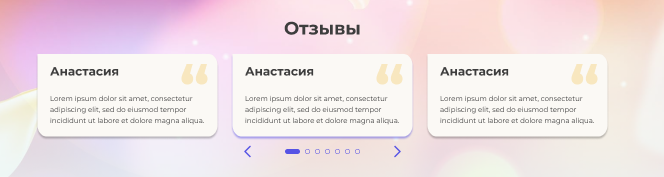 Отзывы
Анастасия
Lorem ipsum dolor sit amet, consectetur
adipiscing elit, sed do eiusmod tempor
incididunt ut labore et dolore magna aliqua.
Анастасия
Lorem ipsum dolor sit amet, consectetur
adipiscing elit, sed do eiusmod tempor
incididunt ut labore et dolore magna aliqua.
Анастасия
Lorem ipsum dolor sit amet, consectetur
adipiscing elit, sed do eiusmod tempor
incididunt ut labore et dolore magna aliqua.